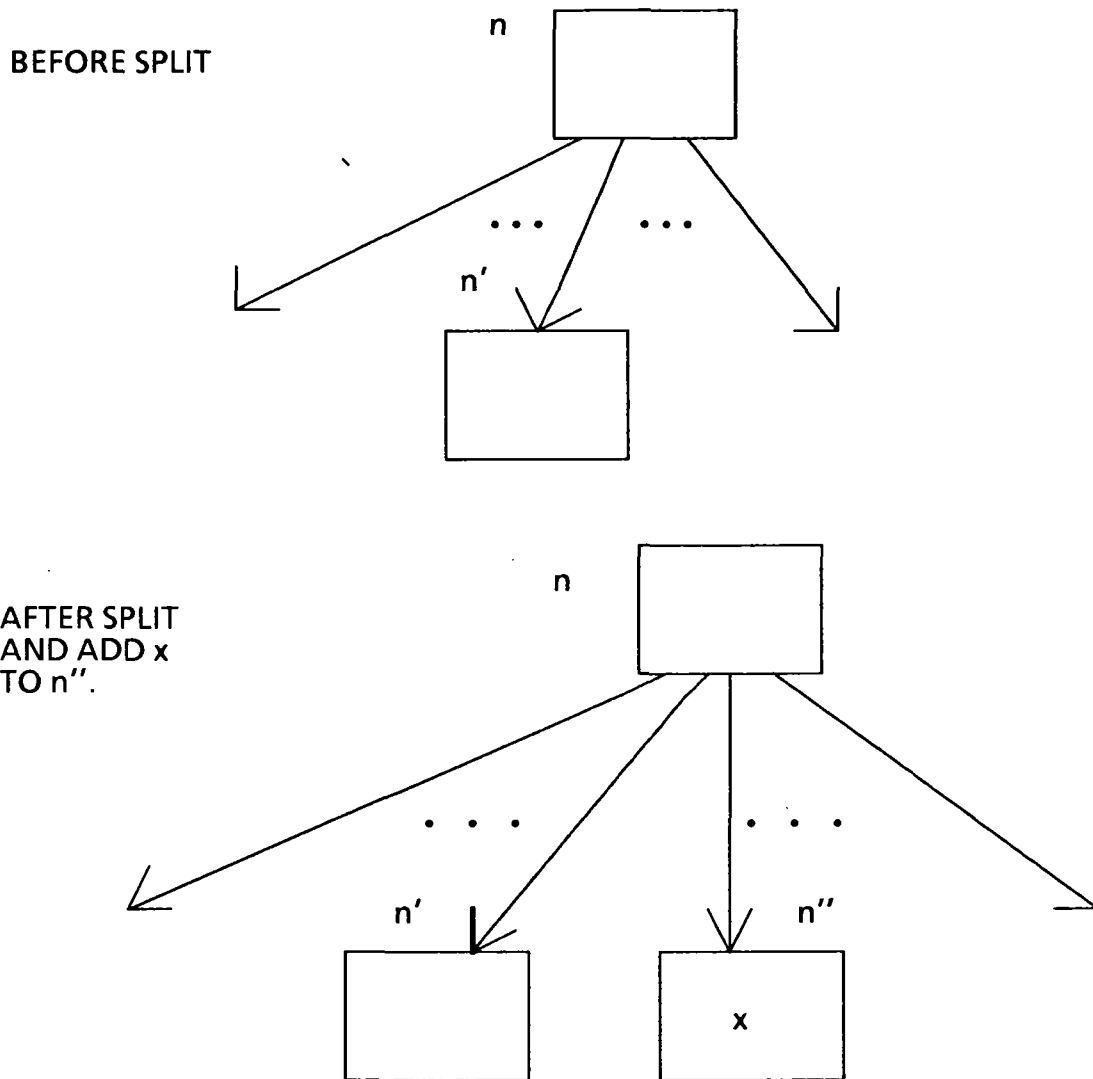 n
BEFORE SPLIT
... ...
n′
n
AFTER SPLIT
AND ADD x
TO n″.
. . . . . .
n′ n″
x